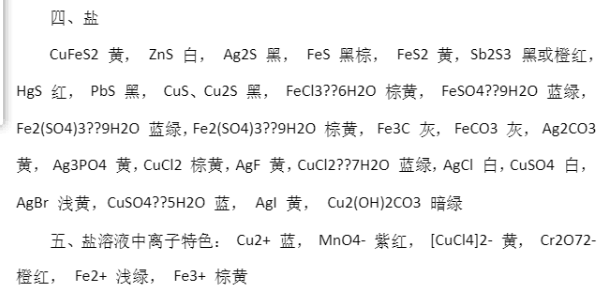 四、盐
CuFeS2 黄， ZnS 白， Ag2S 黑， FeS 黑棕， FeS2 黄，Sb2S3 黑或橙红，
HgS 红， PbS 黑， CuS、Cu2S 黑， FeCl3??6H2O 棕黄， FeSO4??9H2O 蓝绿，
Fe2(SO4)3??9H2O 蓝绿，Fe2(SO4)3??9H2O 棕黄，Fe3C 灰，FeCO3 灰，Ag2CO3
黄， Ag3PO4 黄，CuCl2 棕黄，AgF 黄，CuCl2??7H2O 蓝绿，AgCl 白，CuSO4 白，
AgBr 浅黄，CuSO4??5H2O 蓝， AgI 黄， Cu2(OH)2CO3 暗绿
五、盐溶液中离子特色： Cu2+ 蓝， MnO4- 紫红， [CuCl4]2- 黄， Cr2O72-
橙红， Fe2+ 浅绿， Fe3+ 棕黄